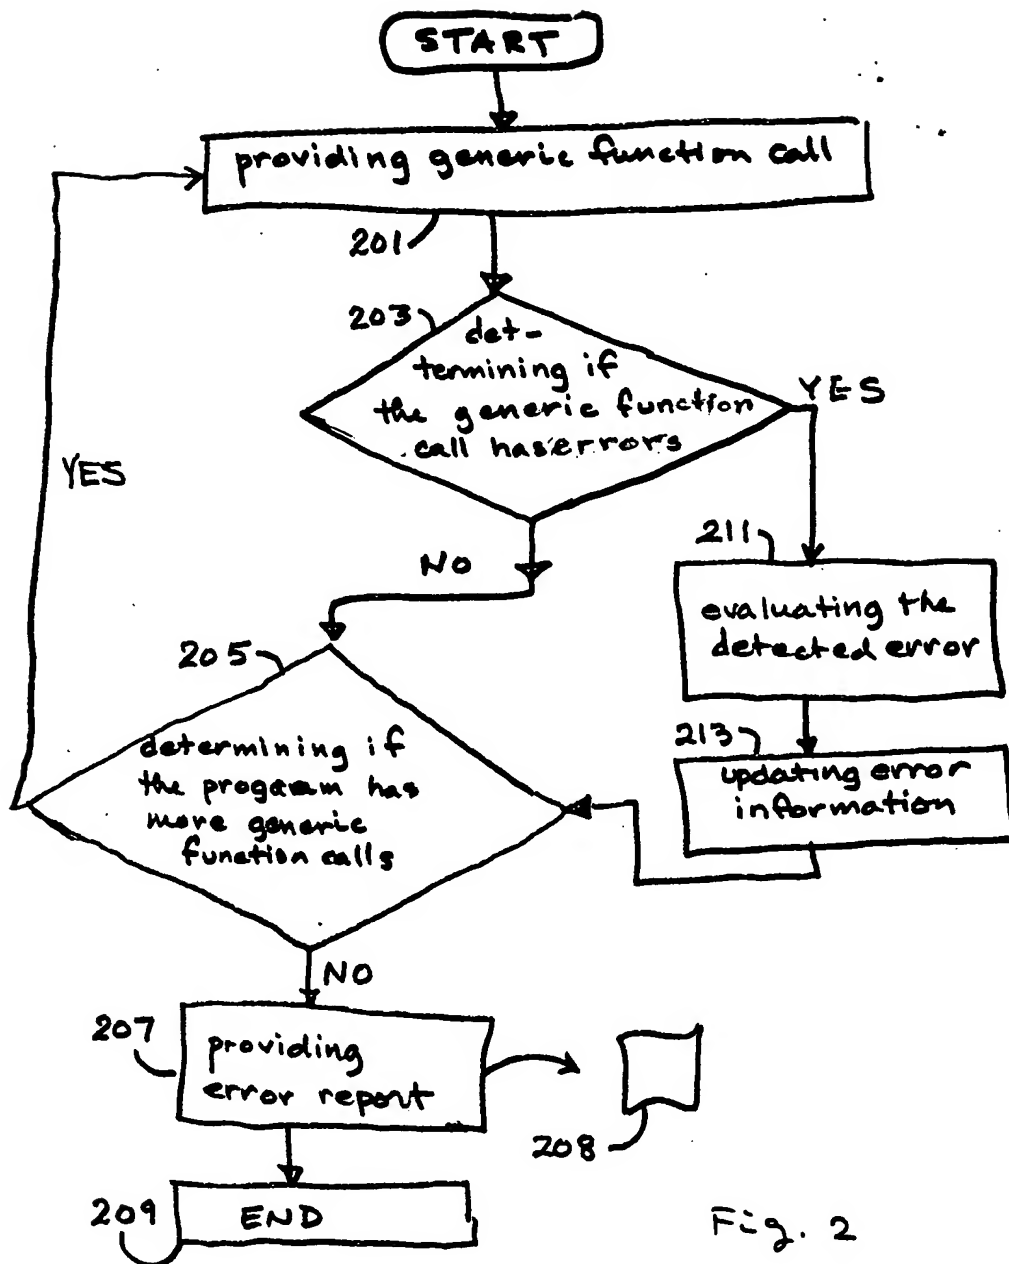 START
providing generic function call
201
203
det-
termining if
the generic function
call has errors
YES
YES
NO
211
evaluating the
detected error
205
213
updating error
information
determining if
the program has
more generic
function calls
NO
207
providing
error report
208
209
END
Fig. 2